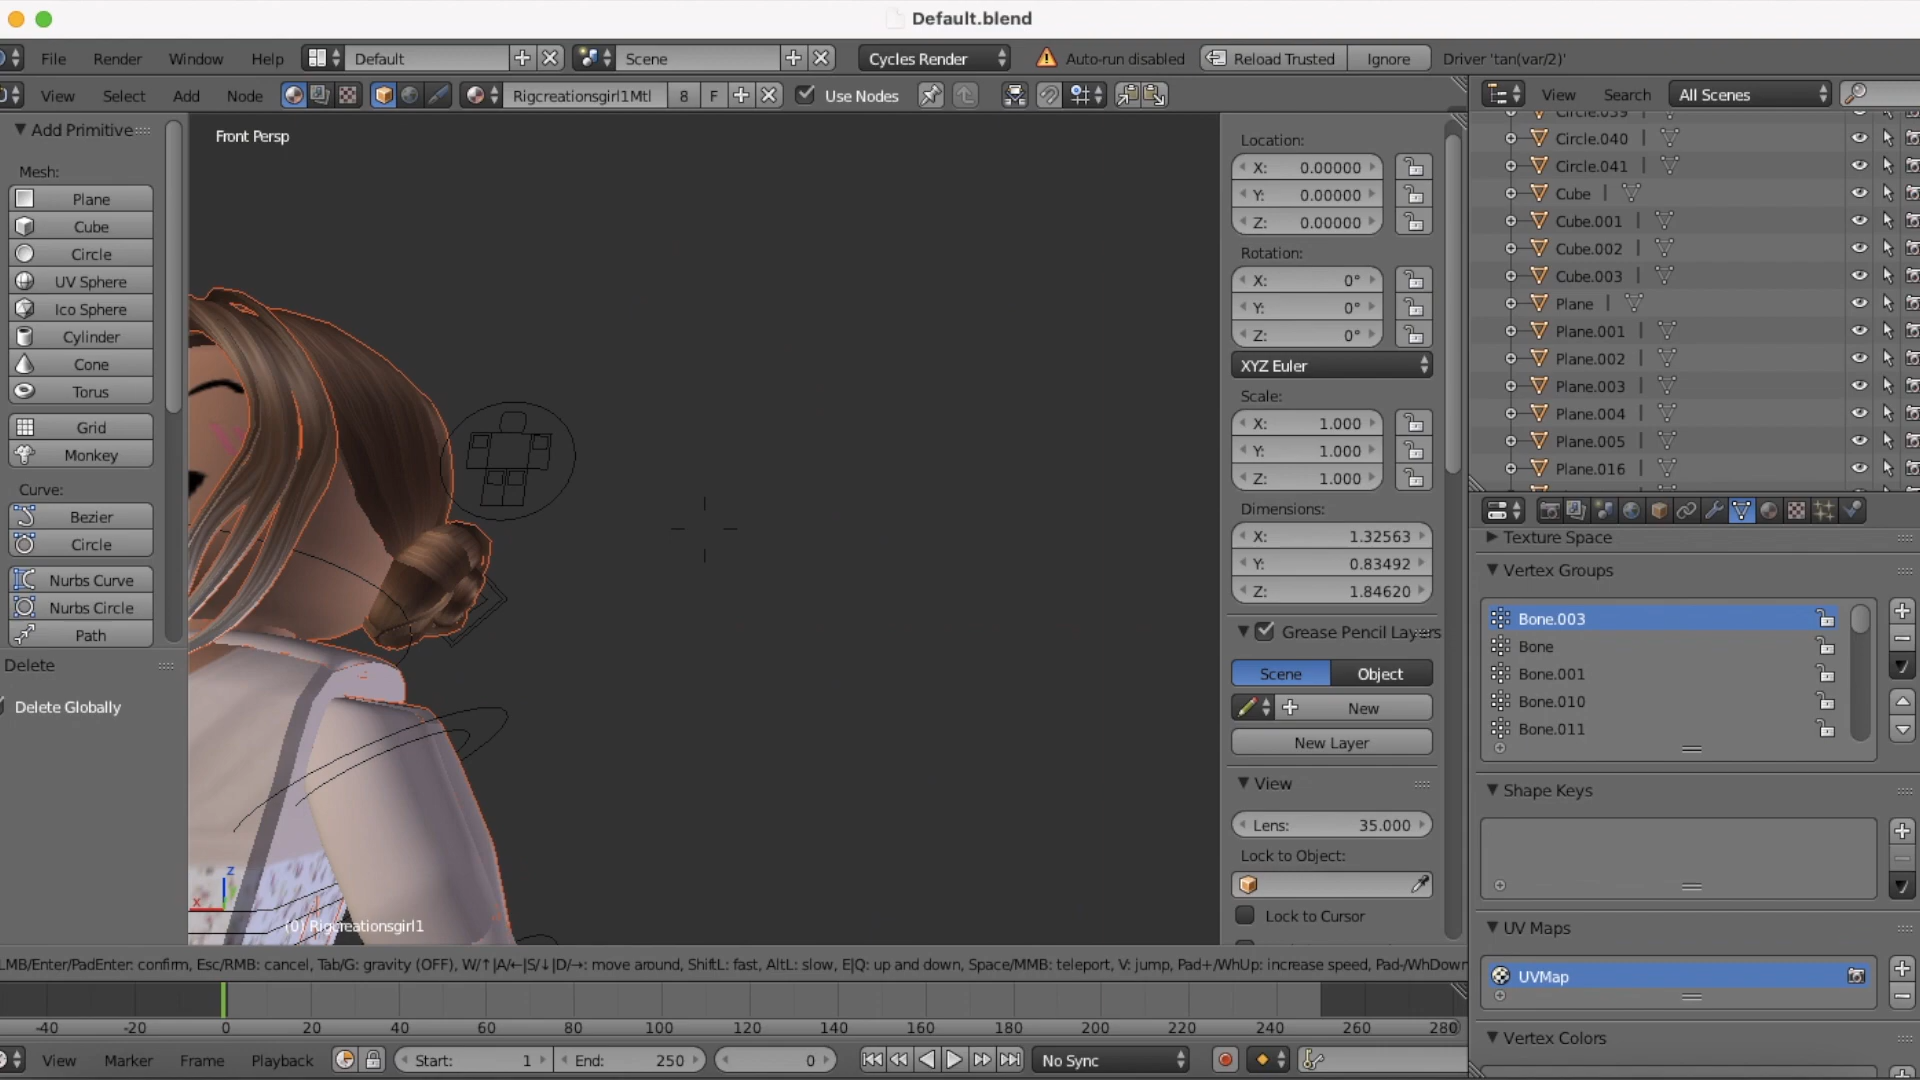 Default.blend
File Render Window Help Default Scene Cycles Render Auto-run disabled Reload Trusted Ignore Driver 'tan(var/2)'
View Select Add Node Rigcreationsgirl1Mtl 8 F Use Nodes
View Search All Scenes
Add Primitive
Mesh:
Plane
Cube
Circle
UV Sphere
Ico Sphere
Cylinder
Cone
Torus
Grid
Monkey
Curve:
Bezier
Circle
Nurbs Curve
Nurbs Circle
Path
Delete
Delete Globally
Front Persp
z
x
(0) Rigcreationsgirl1
Location:
X: 0.00000
Y: 0.00000
Z: 0.00000
Rotation:
X: 0°
Y: 0°
Z: 0°
XYZ Euler
Scale:
X: 1.000
Y: 1.000
Z: 1.000
Dimensions:
X: 1.32563
Y: 0.83492
Z: 1.84620
Grease Pencil Layers
Scene Object
New
New Layer
View
Lens: 35.000
Lock to Object:
Lock to Cursor
Circle.039
Circle.040
Circle.041
Cube
Cube.001
Cube.002
Cube.003
Plane
Plane.001
Plane.002
Plane.003
Plane.004
Plane.005
Plane.016
Texture Space
Vertex Groups
Bone.003
Bone
Bone.001
Bone.010
Bone.011
Shape Keys
UV Maps
UVMap
Vertex Colors
LMB/Enter/PadEnter: confirm, Esc/RMB: cancel, Tab/G: gravity (OFF), W/↑|A/←|S/↓|D/→: move around, ShiftL: fast, AltL: slow, E|Q: up and down, Space/MMB: teleport, V: jump, Pad+/WhUp: increase speed, Pad-/WhDown
-40 -20 0 20 40 60 80 100 120 140 160 180 200 220 240 260 280
View Marker Frame Playback Start: 1 End: 250 0 No Sync